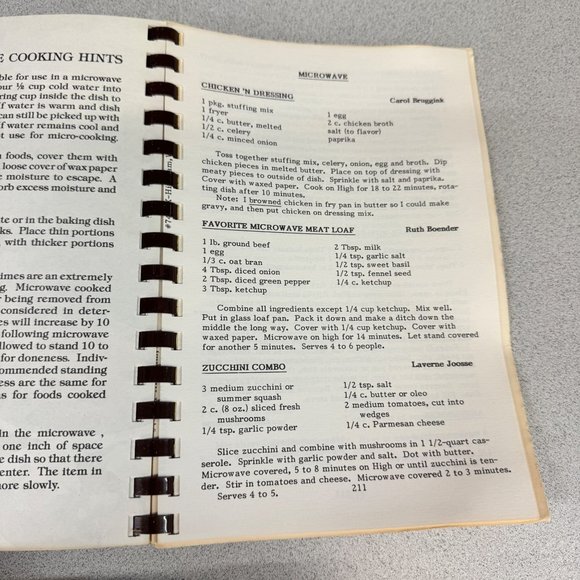 E COOKING HINTS
ble for use in a microwave
our ½ cup cold water into
ring cup inside the dish to
f water is warm and dish
can still be picked up with
f water remains cool and
t use for micro-cooking.
n foods, cover them with
loose cover of wax paper
moisture to escape. A
orb excess moisture and
te or in the baking dish
ks. Place thin portions
, with thicker portions
imes are an extremely
g. Microwave cooked
r being removed from
considered in deter-
es will increase by 10
following microwave
llowed to stand 10 to
for doneness. Indiv-
commended standing
ess are the same for
ns for foods cooked
in the microwave ,
one inch of space
e dish so that there
enter. The item in
ore slowly.
MICROWAVE
CHICKEN 'N DRESSING
Carol Bruggink
1 pkg. stuffing mix
1 fryer
1/4 c. butter, melted
1/2 c. celery
1/4 c. minced onion
1 egg
2 c. chicken broth
salt (to flavor)
paprika
Toss together stuffing mix, celery, onion, egg and broth. Dip
chicken pieces in melted butter. Place on top of dressing with
meaty pieces to outside of dish. Sprinkle with salt and paprika.
Cover with waxed paper. Cook on High for 18 to 22 minutes, rota-
ting dish after 10 minutes.
Note: I browned chicken in fry pan in butter so I could make
gravy, and then put chicken on dressing mix.
FAVORITE MICROWAVE MEAT LOAF
Ruth Boender
1 lb. ground beef
1 egg
1/3 c. oat bran
4 Tbsp. diced onion
2 Tbsp. diced green pepper
3 Tbsp. ketchup
2 Tbsp. milk
1/4 tsp. garlic salt
1/2 tsp. sweet basil
1/2 tsp. fennel seed
1/4 c. ketchup
Combine all ingredients except 1/4 cup ketchup. Mix well.
Put in glass loaf pan. Pack it down and make a ditch down the
middle the long way. Cover with 1/4 cup ketchup. Cover with
waxed paper. Microwave on high for 14 minutes. Let stand covered
for another 5 minutes. Serves 4 to 6 people.
ZUCCHINI COMBO
Laverne Joosse
3 medium zucchini or
summer squash
2 c. (8 oz.) sliced fresh
mushrooms
1/4 tsp. garlic powder
1/2 tsp. salt
1/4 c. butter or oleo
2 medium tomatoes, cut into
wedges
1/4 c. Parmesan cheese
Slice zucchini and combine with mushrooms in 1 1/2-quart cas-
serole. Sprinkle with garlic powder and salt. Dot with butter.
Microwave covered, 5 to 8 minutes on High or until zucchini is ten-
der. Stir in tomatoes and cheese. Microwave covered 2 to 3 minutes.
Serves 4 to 5.
211